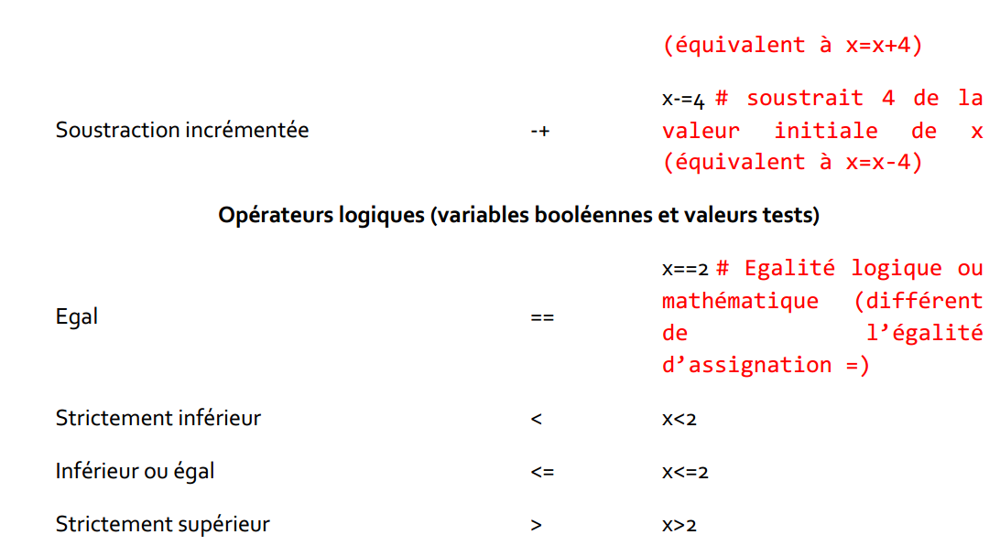 (équivalent à x=x+4)
x-=4 # soustrait 4 de la
Soustraction incrémentée -+ valeur initiale de x
(équivalent à x=x-4)
Opérateurs logiques (variables booléennes et valeurs tests)
x==2 # Egalité logique ou
mathématique (différent
Egal ==
de l’égalité
d’assignation =)
Strictement inférieur < x<2
Inférieur ou égal <= x<=2
Strictement supérieur > x>2